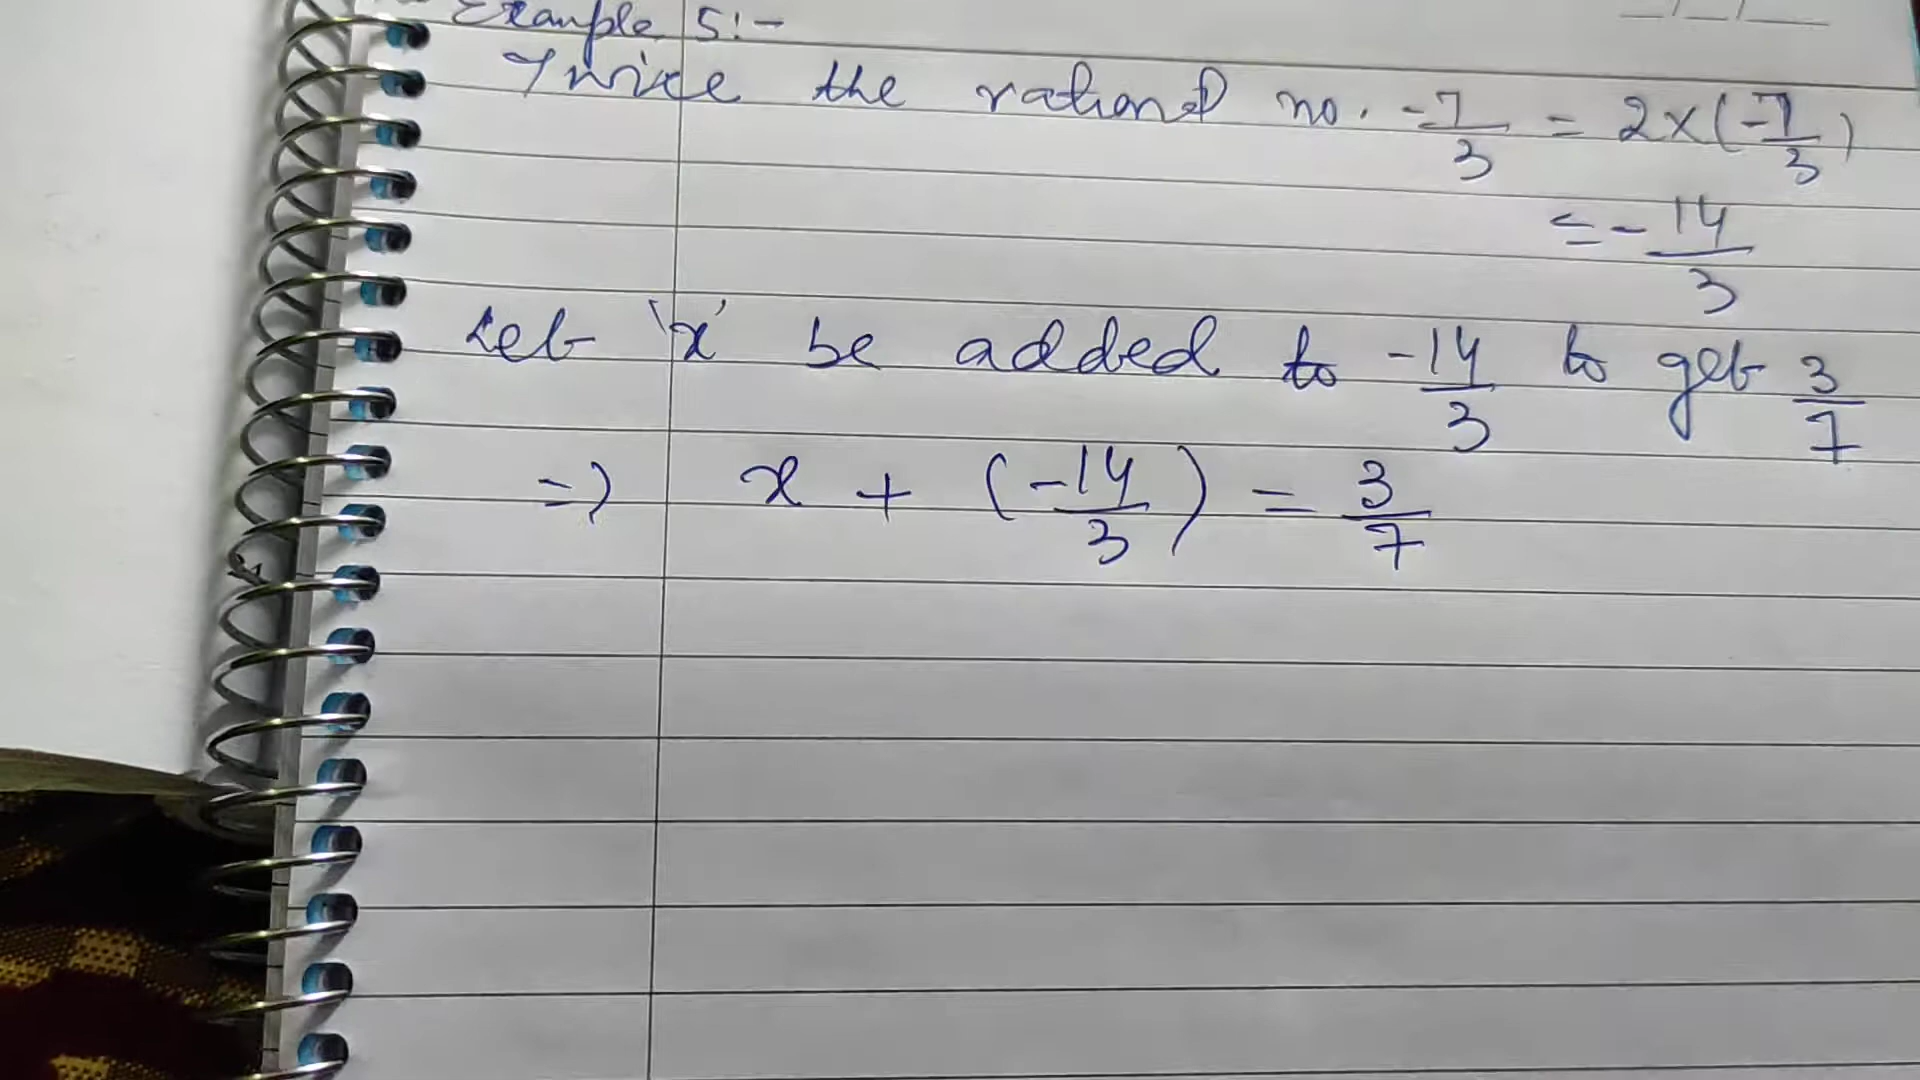 Example 5:-
Twice the rational no. -7/3 = 2×(-7/3)
= -14/3
Let 'x' be added to -14/3 to get 3/7
=> x + (-14/3) = 3/7